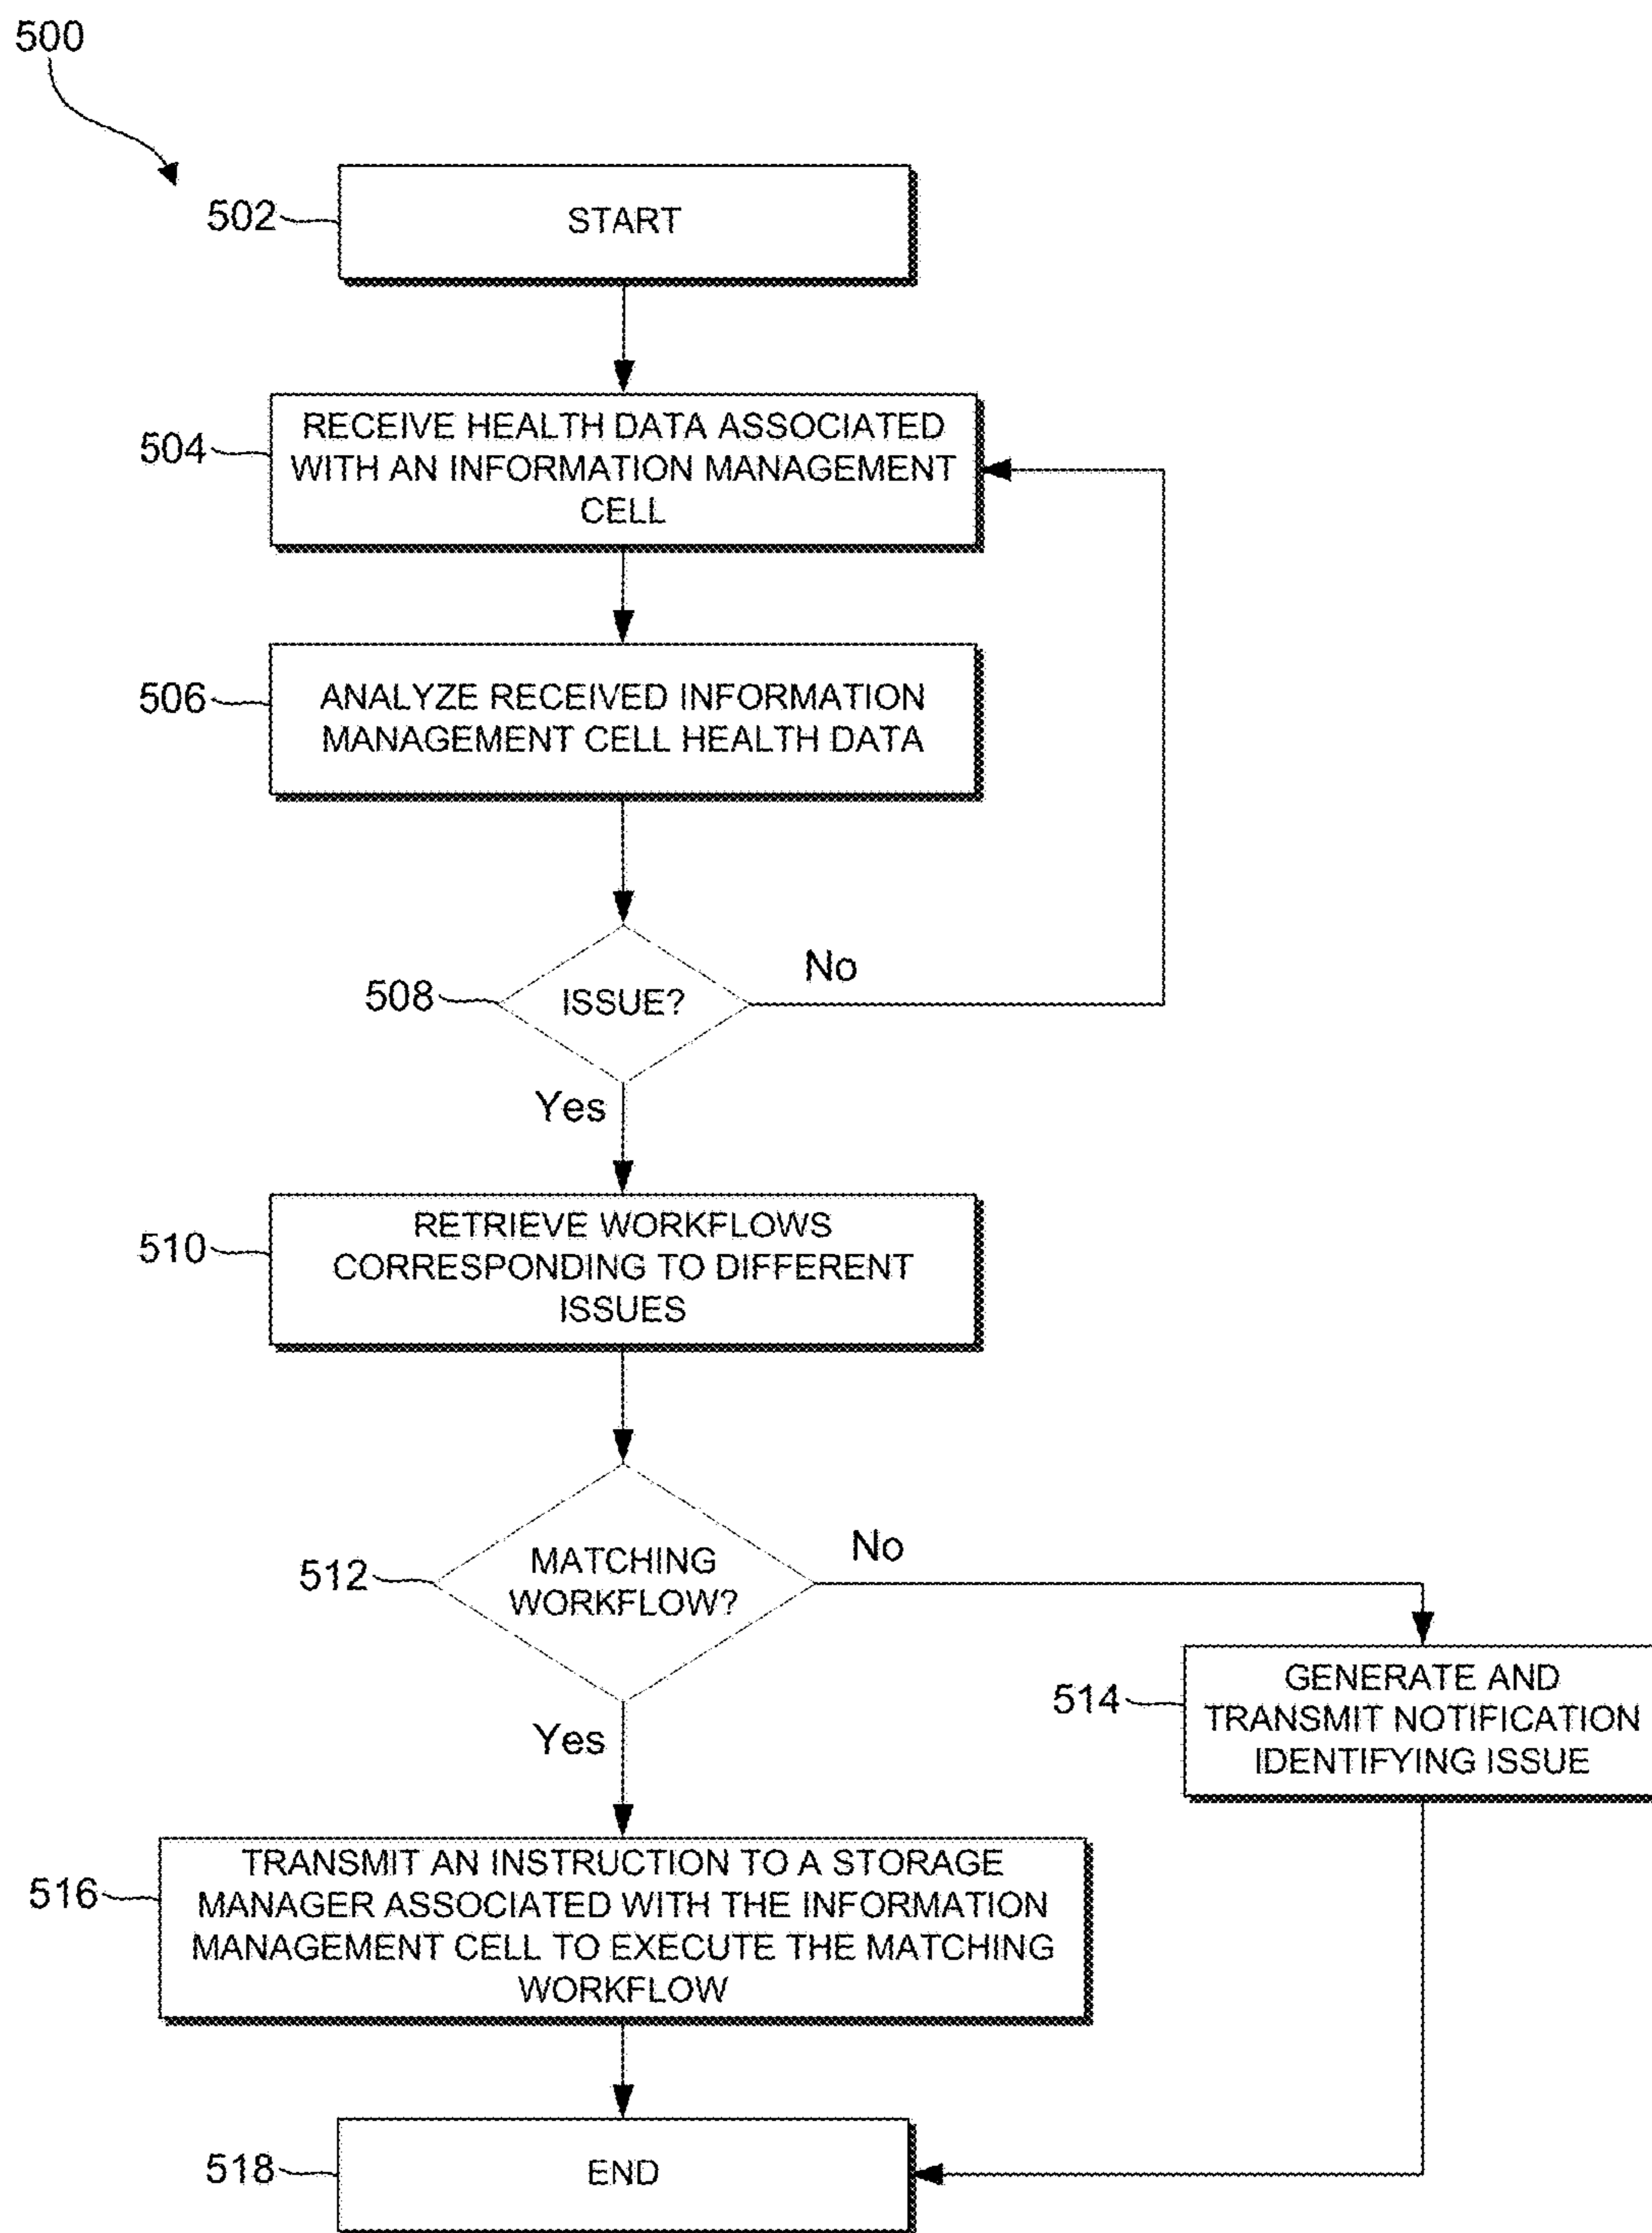 500
502
START
504
RECEIVE HEALTH DATA ASSOCIATED
WITH AN INFORMATION MANAGEMENT
CELL
506
ANALYZE RECEIVED INFORMATION
MANAGEMENT CELL HEALTH DATA
508
ISSUE?
No
Yes
510
RETRIEVE WORKFLOWS
CORRESPONDING TO DIFFERENT
ISSUES
512
MATCHING
WORKFLOW?
No
Yes
514
GENERATE AND
TRANSMIT NOTIFICATION
IDENTIFYING ISSUE
516
TRANSMIT AN INSTRUCTION TO A STORAGE
MANAGER ASSOCIATED WITH THE INFORMATION
MANAGEMENT CELL TO EXECUTE THE MATCHING
WORKFLOW
518
END